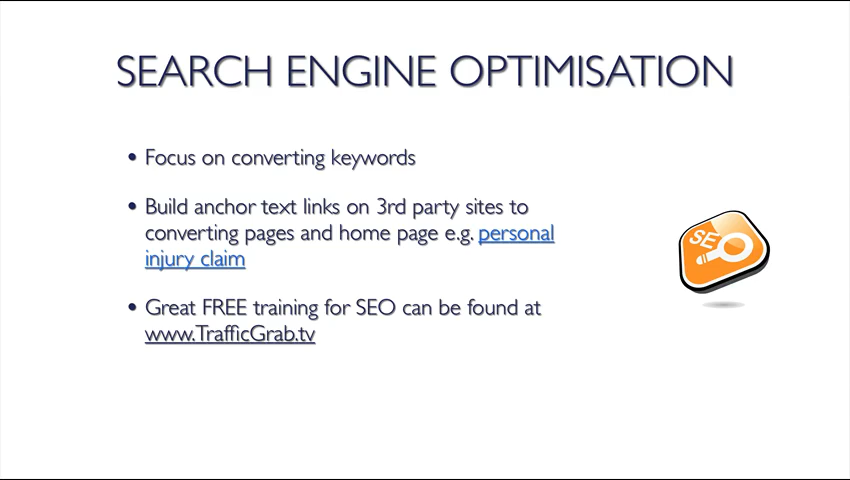 SEARCH ENGINE OPTIMISATION
• Focus on converting keywords
• Build anchor text links on 3rd party sites to
converting pages and home page e.g. personal
injury claim
SEO
• Great FREE training for SEO can be found at
www.TrafficGrab.tv